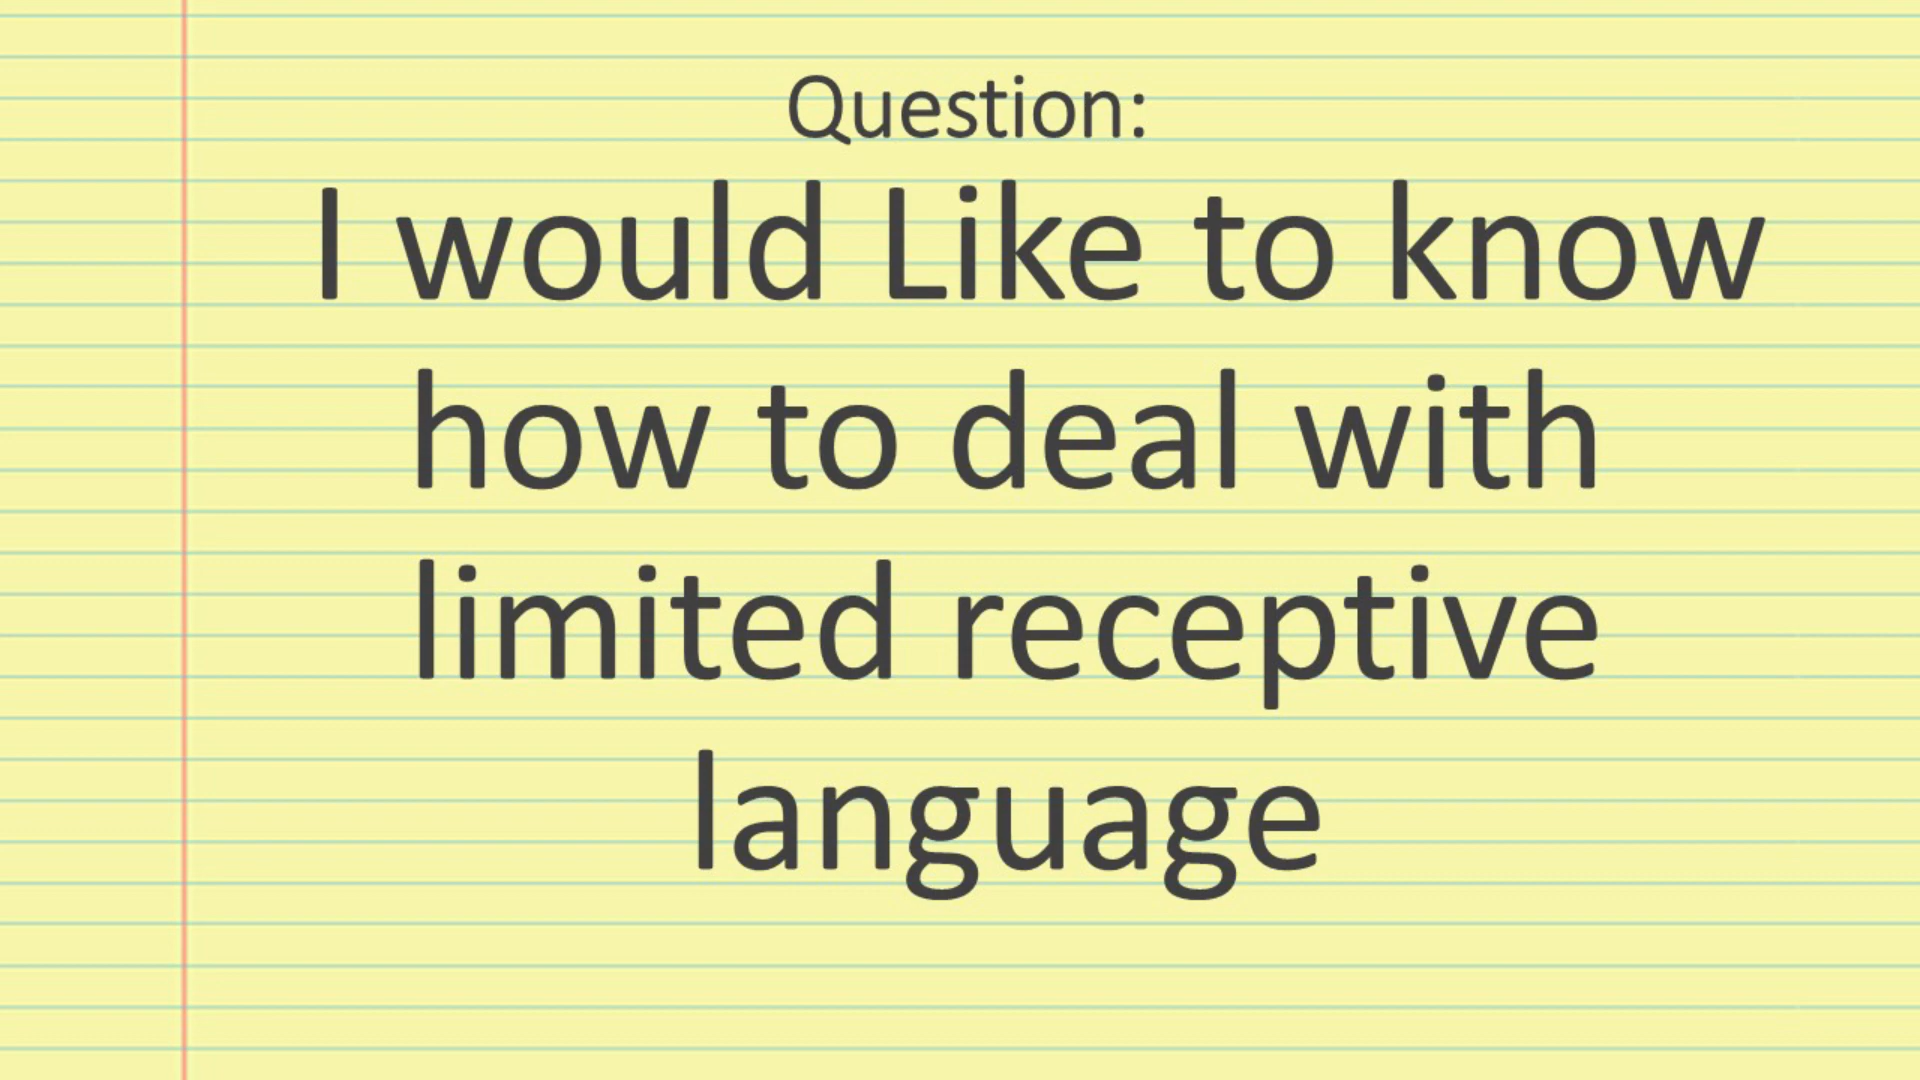 Question:
I would Like to know
how to deal with
limited receptive
language